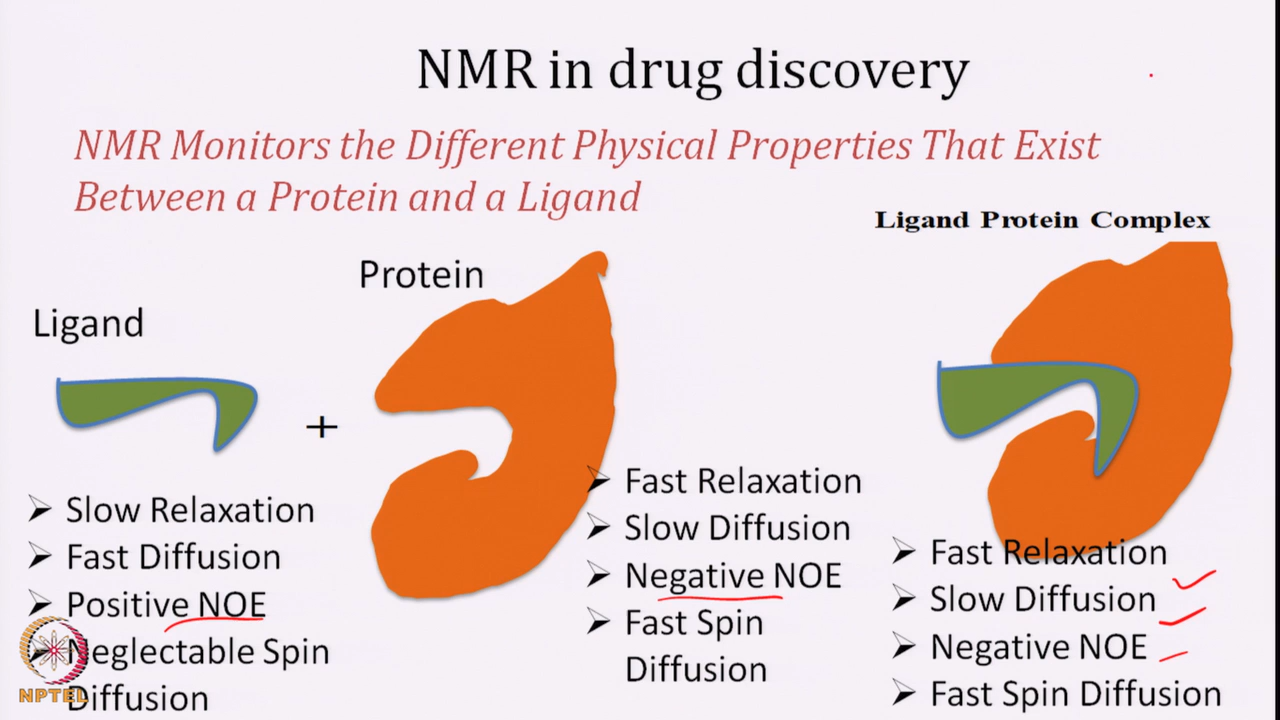 NMR in drug discovery
NMR Monitors the Different Physical Properties That Exist
Between a Protein and a Ligand
Ligand Protein Complex
Protein
Ligand
+
Slow Relaxation
Fast Diffusion
Positive NOE
Neglectable Spin
Diffusion
Fast Relaxation
Slow Diffusion
Negative NOE
Fast Spin
Diffusion
Fast Relaxation
Slow Diffusion
Negative NOE
Fast Spin Diffusion
NPTEL